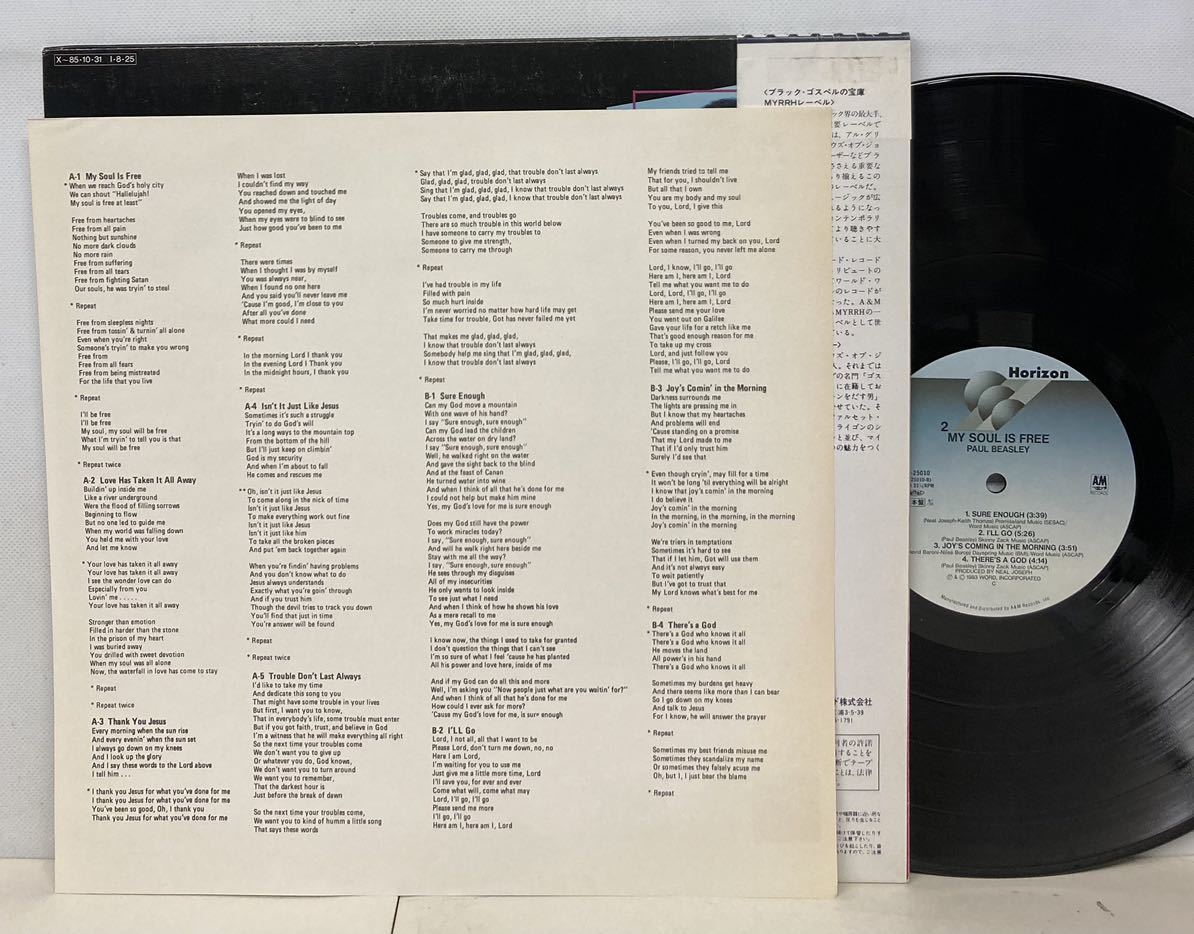 X-85·10·31 I-8-25
A-1 My Soul Is Free
* When we reach God's holy city
We can shout "Hallelujah!
My soul is free at least"
Free from heartaches
Free from all pain
Nothing but sunshine
No more dark clouds
No more rain
Free from suffering
Free from all tears
Free from fighting Satan
Our souls, he was tryin' to steel
* Repeat
Free from sleepless nights
Free from tossin' & turnin' all alone
Even when you're right
Someone's tryin' to make you wrong
Free from
Free from all fears
Free from being mistreated
For the life that you live
* Repeat
I'll be free
I'll be free
My soul, my soul will be free
What I'm tryin' to tell you is that
My soul will be free
* Repeat twice
A-2 Love Has Taken It All Away
Buildin' up inside me
Like a river underground
Were the flood of filling sorrows
Beginning to flow
But no one led to guide me
When my world was falling down
You held me with your love
And let me know
* Your love has taken it all away
Your love has taken it all away
I see the wonder love can do
Especially from you
Lovin' me . . . . .
Your love has taken it all away
Stronger than emotion
Filled in harder than the stone
In the prison of my heart
I was buried away
You drilled with sweet devotion
When my soul was all alone
Now, the waterfall in love has come to stay
* Repeat
* Repeat twice
A-3 Thank You Jesus
Every morning when the sun rise
And every evenin' when the sun set
I always go down on my knees
And I look up the glory
And I say these words to the Lord above
I tell him . . .
* I thank you Jesus for what you've done for me
I thank you Jesus for what you've done for me
You've been so good, Oh, I thank you
Thank you Jesus for what you've done for me
When I was lost
I couldn't find my way
You reached down and touched me
And showed me the light of day
You opened my eyes,
When my eyes were to blind to see
Just how good you've been to me
* Repeat
There were times
When I thought I was by myself
You was always near,
When I found no one here
And you said you'll never leave me
'Cause I'm good, I'm close to you
After all you've done
What more could I need
* Repeat
In the morning Lord I thank you
In the evening Lord I Thank you
In the midnight hours, I thank you
* Repeat
A-4 Isn't It Just Like Jesus
Sometimes it's such a struggle
Tryin' to do God's will
It's a long ways to the mountain top
From the bottom of the hill
But I'll just keep on climbin'
God is my security
And when I'm about to fall
He comes and rescues me
** Oh, isn't it just like Jesus
To come along in the nick of time
Isn't it just like Jesus
To make everything work out fine
Isn't it just like Jesus
Isn't it just like Jesus
To take all the broken pieces
And put 'em back together again
When you're findin' having problems
And you don't know what to do
Jesus always understands
Exactly what you're goin' through
And if you trust him
Though the devil tries to track you down
You'll find that just in time
You're answer will be found
* Repeat
* Repeat twice
A-5 Trouble Don't Last Always
I'd like to take my time
And dedicate this song to you
That might have some trouble in your lives
But first, I want you to know,
That in everybody's life, some trouble must enter
But if you got faith, trust, and believe in God
I'm a witness that he will make everything all right
So the next time your troubles come
We don't want you to give up
Or whatever you do, God knows,
We don't want you to turn around
We want you to remember,
That the darkest hour is
Just before the break of dawn
So the next time your troubles come,
We want you to kind of humm a little song
That says these words
* Say that I'm glad, glad, glad, that trouble don't last always
Glad, glad, glad, trouble don't last always
Sing that I'm glad, glad, glad, I know that trouble don't last always
Say that I'm glad, glad, glad, I know that trouble don't last always
Troubles come, and troubles go
There are so much trouble in this world below
I have someone to carry my troubles to
Someone to give me strength,
Someone to carry me through
* Repeat
I've had trouble in my life
Filled with pain
So much hurt inside
I'm never worried no matter how hard life may get
Take time for trouble, Got has never failed me yet
That makes me glad, glad, glad,
I know that trouble don't last always
Somebody help me sing that I'm glad, glad, glad,
I know that trouble don't last always
* Repeat
B-1 Sure Enough
Can my God move a mountain
With one wave of his hand?
I say "Sure enough, sure enough"
Can my God lead the children
Across the water on dry land?
I say "Sure enough, sure enough"
Well, he walked right on the water
And gave the sight back to the blind
And at the feast of Canan
He turned water into wine
And when I think of all that he's done for me
I could not help but make him mine
Yes, my God's love for me is sure enough
Does my God still have the power
To work miracles today?
I say, "Sure enough, sure enough"
And will he walk right here beside me
Stay with me all the way?
I say, "Sure enough, sure enough"
He sees through my disguises
All of my insecurities
He only wants to look inside
To see just what I need
And when I think of how he shows his love
As a mere recall to me
Yes, my God's love for me is sure enough
I know now, the things I used to take for granted
I don't question the things that I can't see
I'm so sure of what I feel 'cause he has planted
All his power and love here, inside of me
And if my God can do all this and more
Well, I'm asking you "Now people just what are you waitin' for?"
And when I think of all that he's done for me
How could I ever ask for more?
'Cause my God's love for me, is sure enough
B-2 I'LL Go
Lord, I not all, all that I want to be
Please Lord, don't turn me down, no, no
Here I am Lord,
I'm waiting for you to use me
Just give me a little more time, Lord
I'll save you, for ever and ever
Come what will, come what may
Lord, I'll go, I'll go
Please send me more
I'll go, I'll go
Here am I, here am I, Lord
My friends tried to tell me
That for you, I shouldn't live
But all that I own
You are my body and my soul
To you, Lord, I give this
You've been so good to me, Lord
Even when I was wrong
Even when I turned my back on you, Lord
For some reason, you never left me alone
Lord, I know, I'll go, I'll go
Here am I, here am I, Lord
Tell me what you want me to do
Lord, Lord, I'll go, I'll go
Here am I, here am I, Lord
Please send me your love
You went out on Galilee
Gave your life for a retch like me
That's good enough reason for me
To take up my cross
Lord, and just follow you
Please, I'll go, I'll go, Lord
Tell me what you want me to do
B-3 Joy's Comin' in the Morning
Darkness surrounds me
The lights are pressing me in
But I know that my heartaches
And problems will end
'Cause standing on a promise
That my Lord made to me
That if I'd only trust him
Surely I'd see that
* Even though cryin', may fill for a time
It won't be long 'til everything will be alright
I know that joy's comin' in the morning
I do believe it
Joy's comin' in the morning
In the morning, in the morning, in the morning
Joy's comin' in the morning
We're triers in temptations
Sometimes it's hard to see
That if I let him, will use them
And it's not always easy
To wait patiently
But I've got to trust that
My Lord knows what's best for me
* Repeat
B-4 There's a God
* There's a God who knows it all
There's a God who knows it all
He moves the land
All power's in his hand
There's a God who knows it all
Sometimes my burdens get heavy
And there seems like more than I can bear
So I go down on my knees
And talk to Jesus
For I know, he will answer the prayer
* Repeat
Sometimes my best friends misuse me
Sometimes they scandalize my name
Or sometimes they falsely acuse me
Oh, but I, I just bear the blame
* Repeat
〈ブラック・ゴスペルの宝庫
MYRRHレーベル〉
Horizon
2
MY SOUL IS FREE
PAUL BEASLEY
-25010
AM
RECORDS
1. SURE ENOUGH (3:39)
(Neal Joseph-Keith Thomas) Promiseland Music (SESAC)/
Word Music (ASCAP)
2. I'LL GO (5:26)
(Paul Beasley) Skinny Zack Music (ASCAP)
3. JOY'S COMING IN THE MORNING (3:51)
4. THERE'S A GOD (4:14)
(Paul Beasley) Skinny Zack Music (ASCAP)
PRODUCED BY NEAL JOSEPH
℗ & © 1983 WORD, INCORPORATED
Manufactured and Distributed by A&M Records, Inc